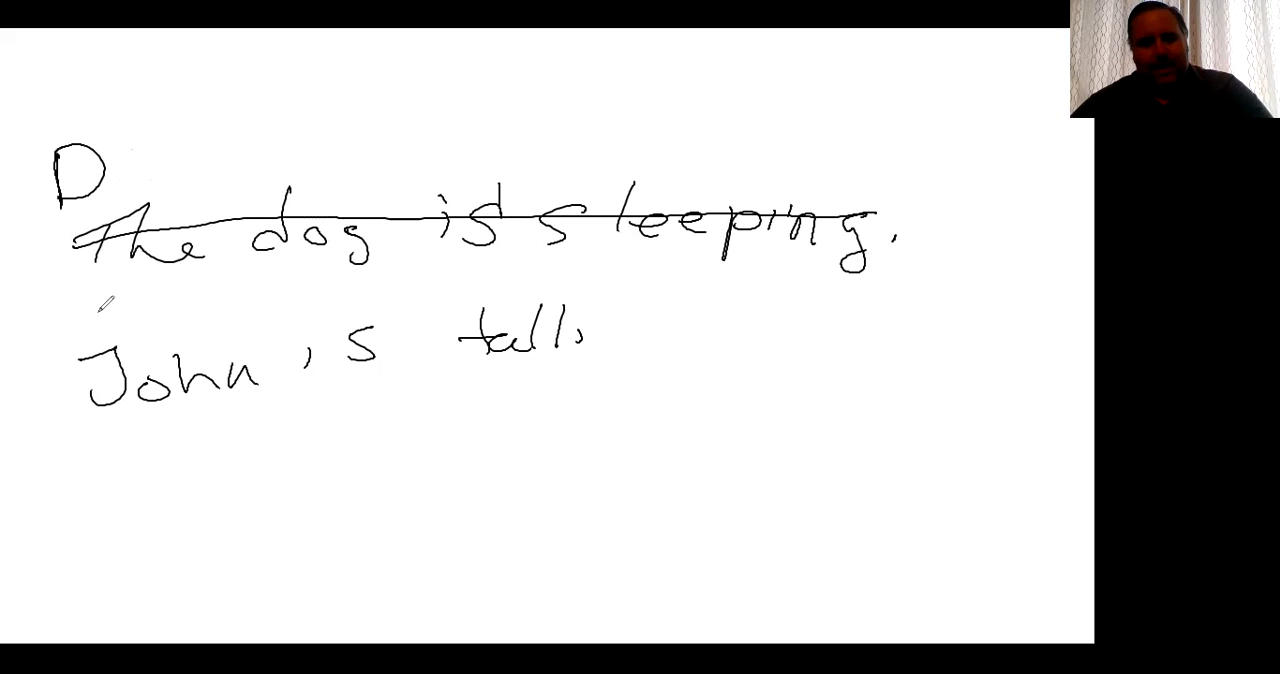 D
The dog is sleeping.
John is tall.